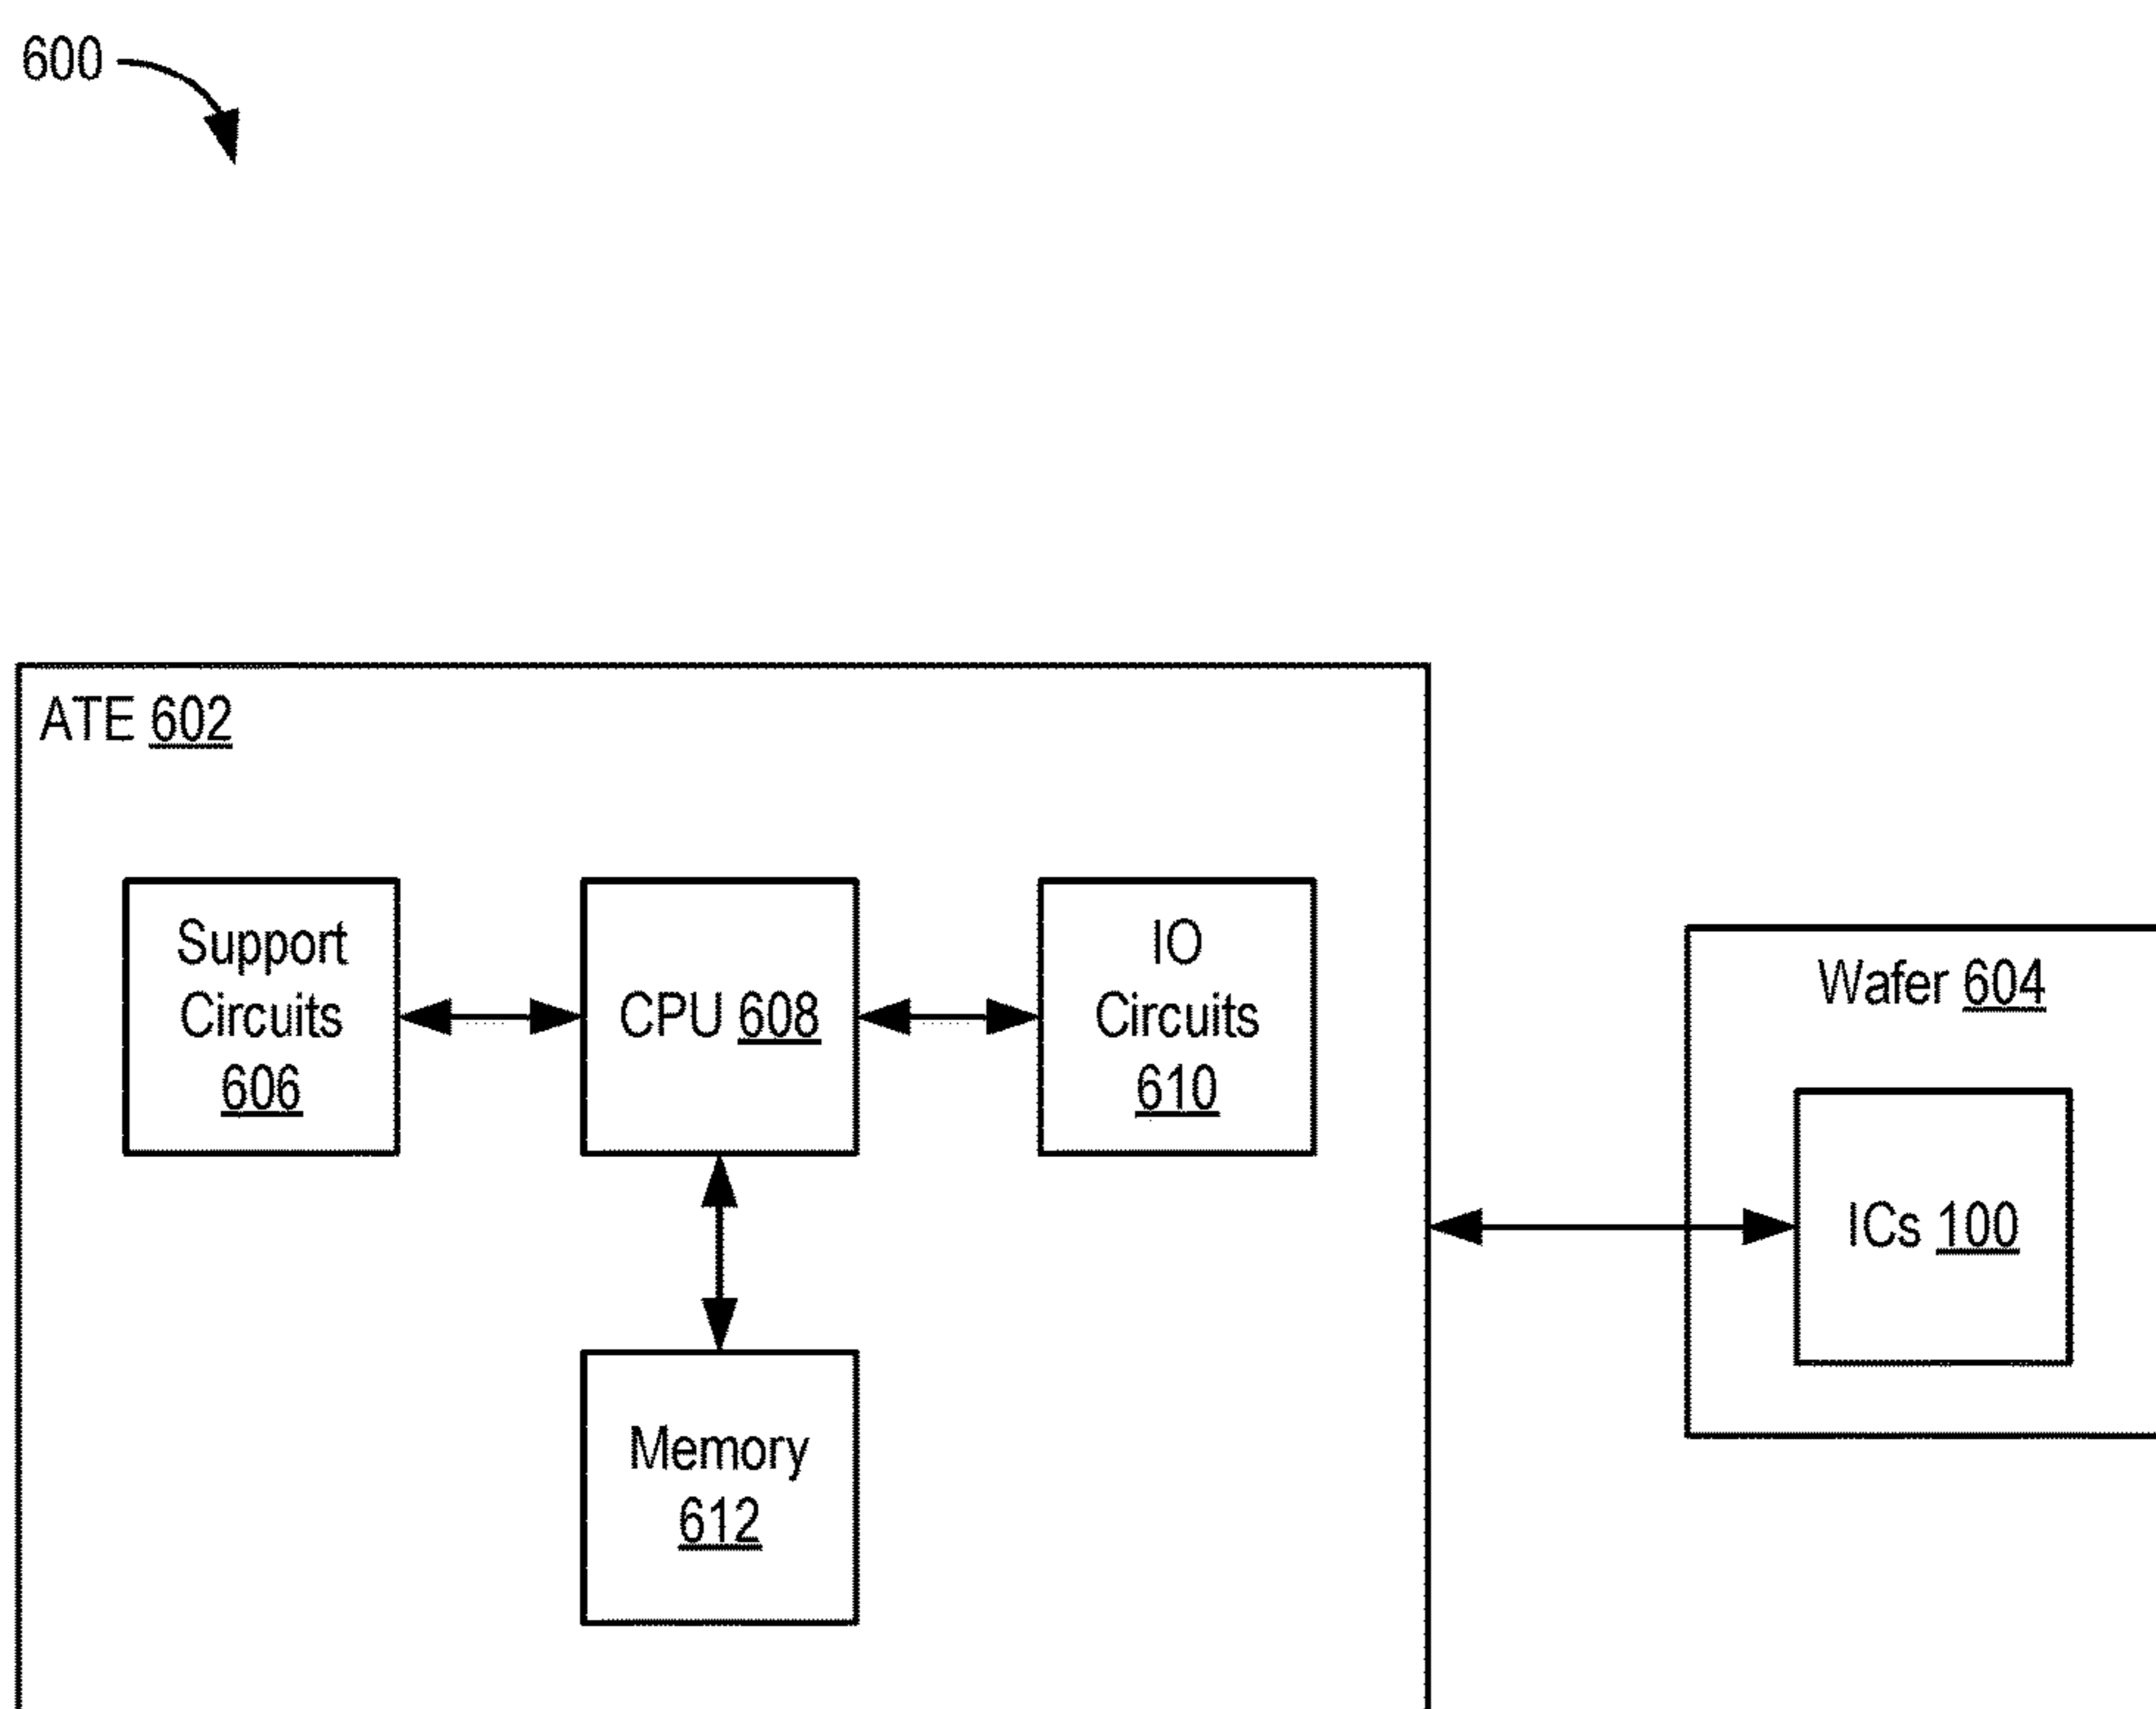 600
ATE 602
Support
Circuits
606
CPU 608
IO
Circuits
610
Memory
612
Wafer 604
ICs 100